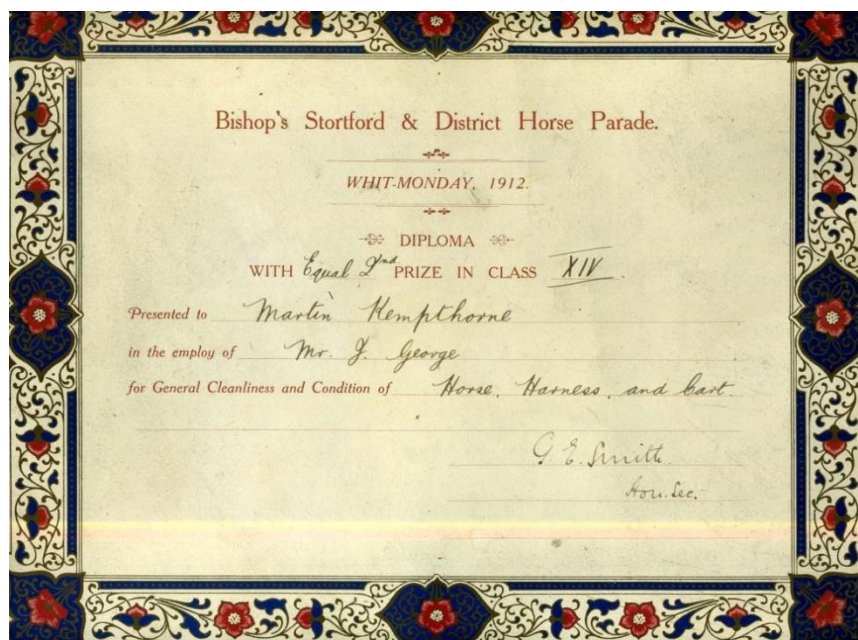 Bishop's Stortford & District Horse Parade.
WHIT-MONDAY, 1912.
DIPLOMA
WITH Equal 2nd PRIZE IN CLASS XIV.
Presented to Martin Kempthorne
in the employ of Mr. J. George
for General Cleanliness and Condition of Horse, Harness, and Cart.
G. E. Smith.
Hon. Sec.